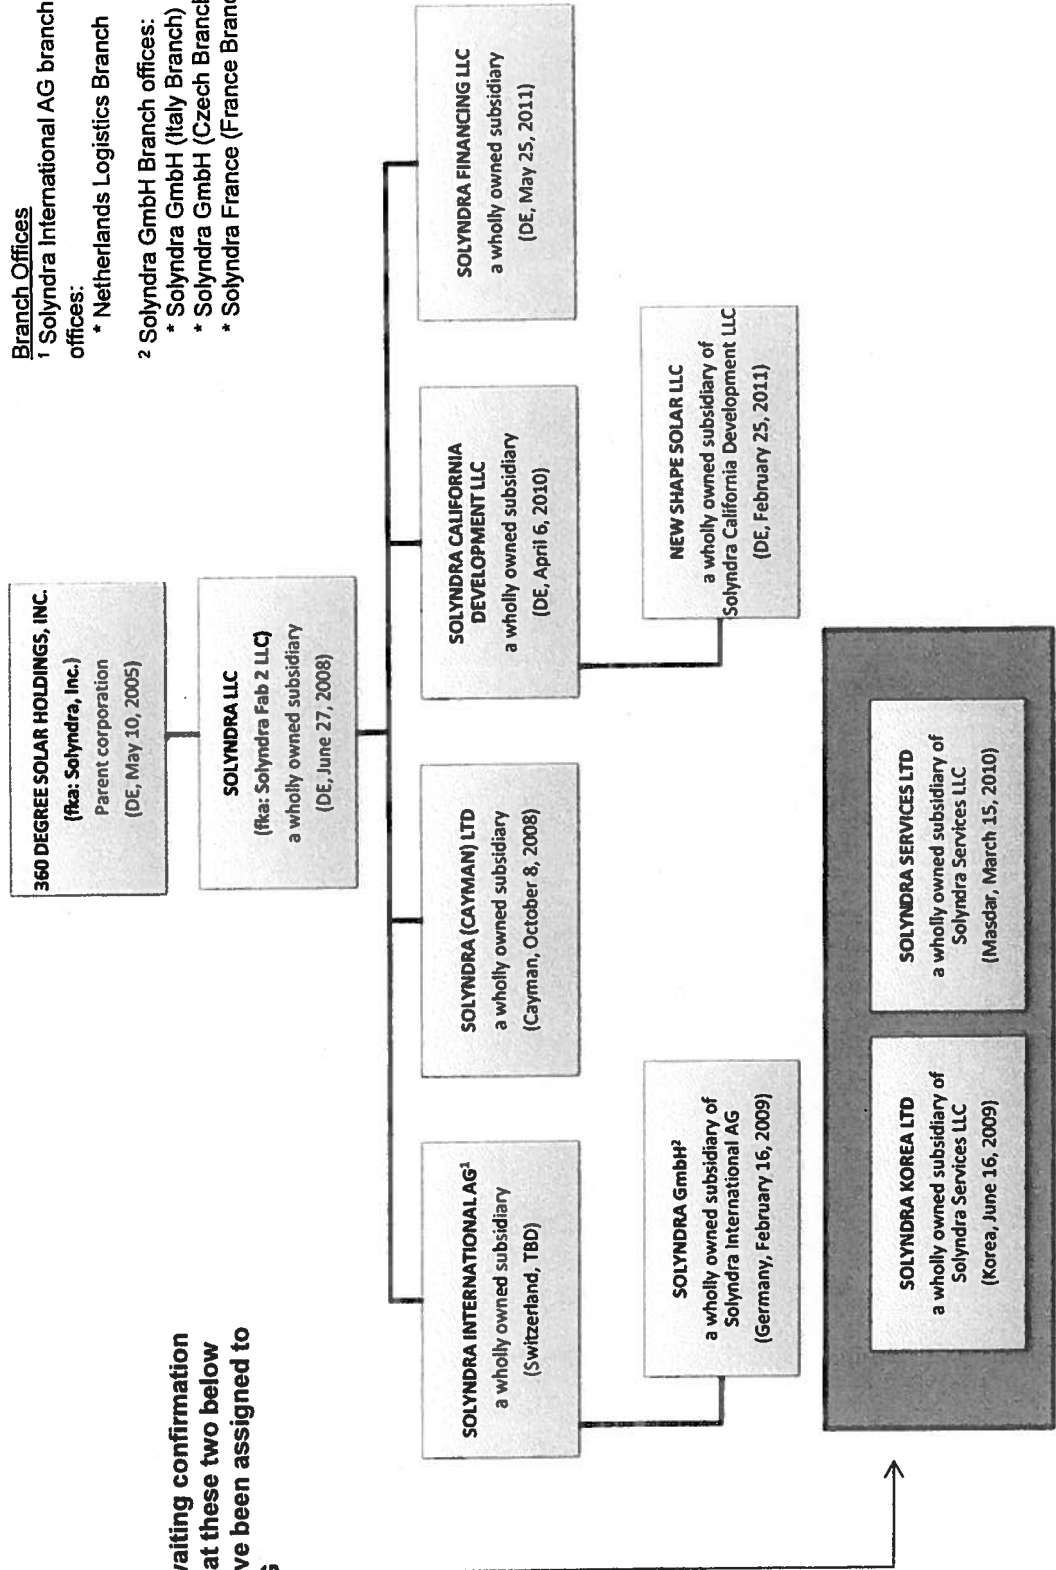 Branch Offices
¹ Solyndra International AG branch
offices:
* Netherlands Logistics Branch
² Solyndra GmbH Branch offices:
* Solyndra GmbH (Italy Branch)
* Solyndra GmbH (Czech Branch
* Solyndra France (France Branc
360 DEGREE SOLAR HOLDINGS, INC.
(fka: Solyndra, Inc.)
Parent corporation
(DE, May 10, 2005)
SOLYNDRA LLC
(fka: Solyndra Fab 2 LLC)
a wholly owned subsidiary
(DE, June 27, 2008)
SOLYNDRA INTERNATIONAL AG¹
a wholly owned subsidiary
(Switzerland, TBD)
SOLYNDRA (CAYMAN) LTD
a wholly owned subsidiary
(Cayman, October 8, 2008)
SOLYNDRA CALIFORNIA
DEVELOPMENT LLC
a wholly owned subsidiary
(DE, April 6, 2010)
SOLYNDRA FINANCING LLC
a wholly owned subsidiary
(DE, May 25, 2011)
SOLYNDRA GmbH²
a wholly owned subsidiary of
Solyndra International AG
(Germany, February 16, 2009)
NEW SHAPE SOLAR LLC
a wholly owned subsidiary of
Solyndra California Development LLC
(DE, February 25, 2011)
vaiting confirmation
at these two below
ve been assigned to
SOLYNDRA KOREA LTD
a wholly owned subsidiary of
Solyndra Services LLC
(Korea, June 16, 2009)
SOLYNDRA SERVICES LTD
a wholly owned subsidiary of
Solyndra Services LLC
(Masdar, March 15, 2010)